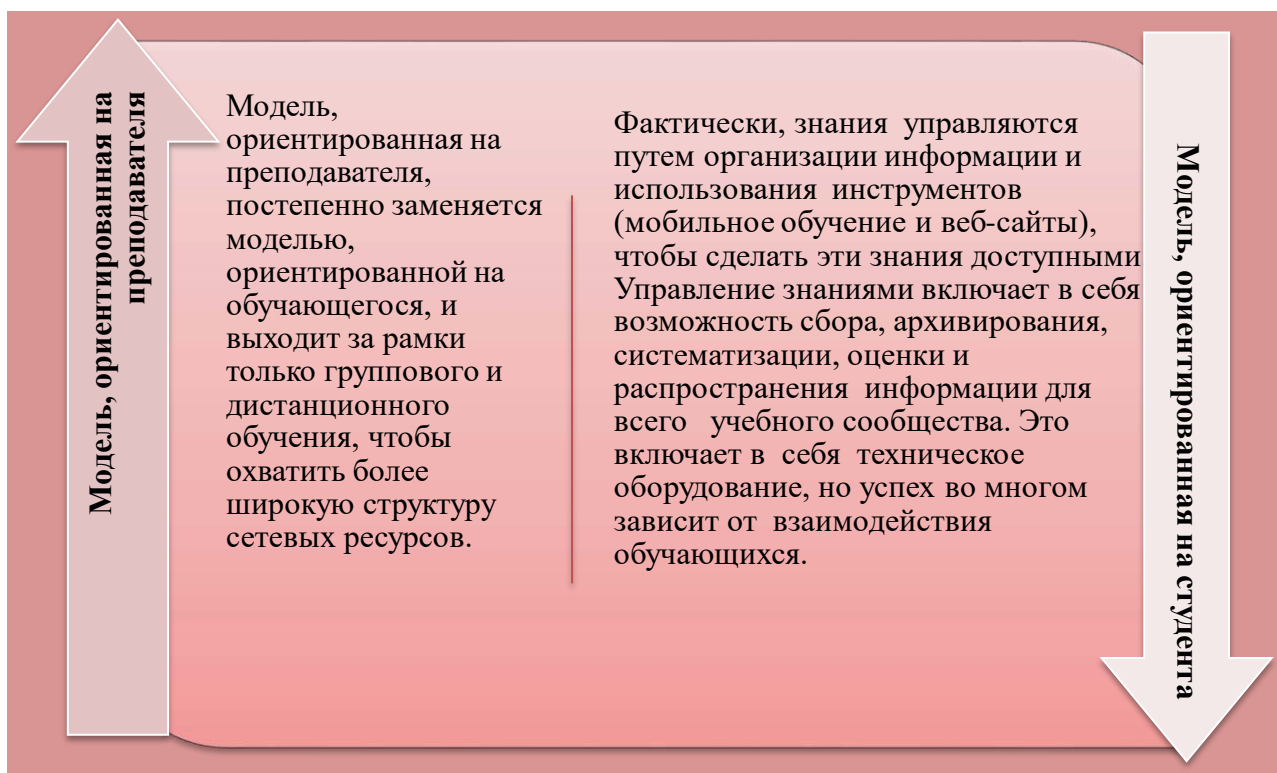 Модель, ориентированная на
преподавателя
Модель,
ориентированная на
преподавателя,
постепенно заменяется
моделью,
ориентированной на
обучающегося, и
выходит за рамки
только группового и
дистанционного
обучения, чтобы
охватить более
широкую структуру
сетевых ресурсов.
Фактически, знания управляются
путем организации информации и
использования инструментов
(мобильное обучение и веб-сайты),
чтобы сделать эти знания доступными
Управление знаниями включает в себя
возможность сбора, архивирования,
систематизации, оценки и
распространения информации для
всего учебного сообщества. Это
включает в себя техническое
оборудование, но успех во многом
зависит от взаимодействия
обучающихся.
Модель, ориентированная на студента